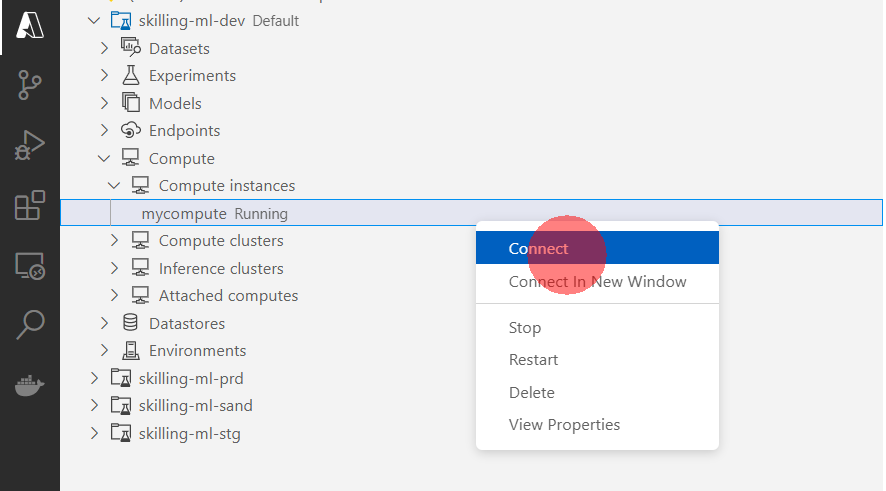 skilling-ml-dev Default
Datasets
Experiments
Models
Endpoints
Compute
Compute instances
mycompute Running
Compute clusters
Inference clusters
Attached computes
Datastores
Environments
skilling-ml-prd
skilling-ml-sand
skilling-ml-stg
Connect
Connect In New Window
Stop
Restart
Delete
View Properties